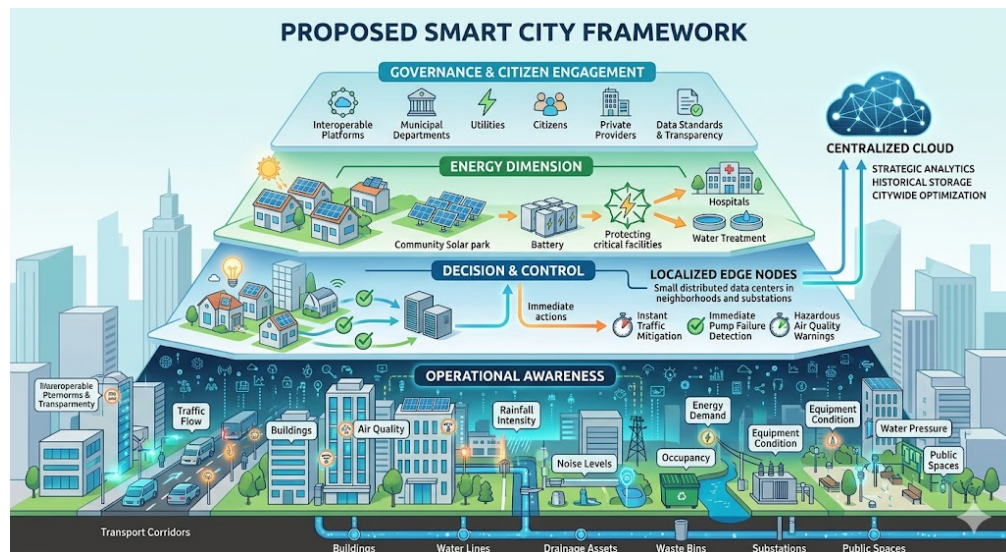 PROPOSED SMART CITY FRAMEWORK
GOVERNANCE & CITIZEN ENGAGEMENT
Interoperable
Platforms
Municipal
Departments
Utilities
Citizens
Private
Providers
Data Standards
& Transparency
CENTRALIZED CLOUD
STRATEGIC ANALYTICS
HISTORICAL STORAGE
CITYWIDE OPTIMIZATION
ENERGY DIMENSION
Community Solar park
Battery
Protecting
critical facilities
Hospitals
Water Treatment
DECISION & CONTROL
LOCALIZED EDGE NODES
Small distributed data centers in
neighborhoods and substations
Immediate
actions
Instant
Traffic
Mitigation
Immediate
Pump Failure
Detection
Hazardous
Air Quality
Warnings
OPERATIONAL AWARENESS
Traffic
Flow
Buildings
Air Quality
Rainfall
Intensity
Noise Levels
Energy
Demand
Occupancy
Equipment
Condition
Equipment
Condition
Water Pressure
Public
Spaces
Transport Corridors
Buildings
Water Lines
Drainage Assets
Waste Bins
Substations
Public Spaces